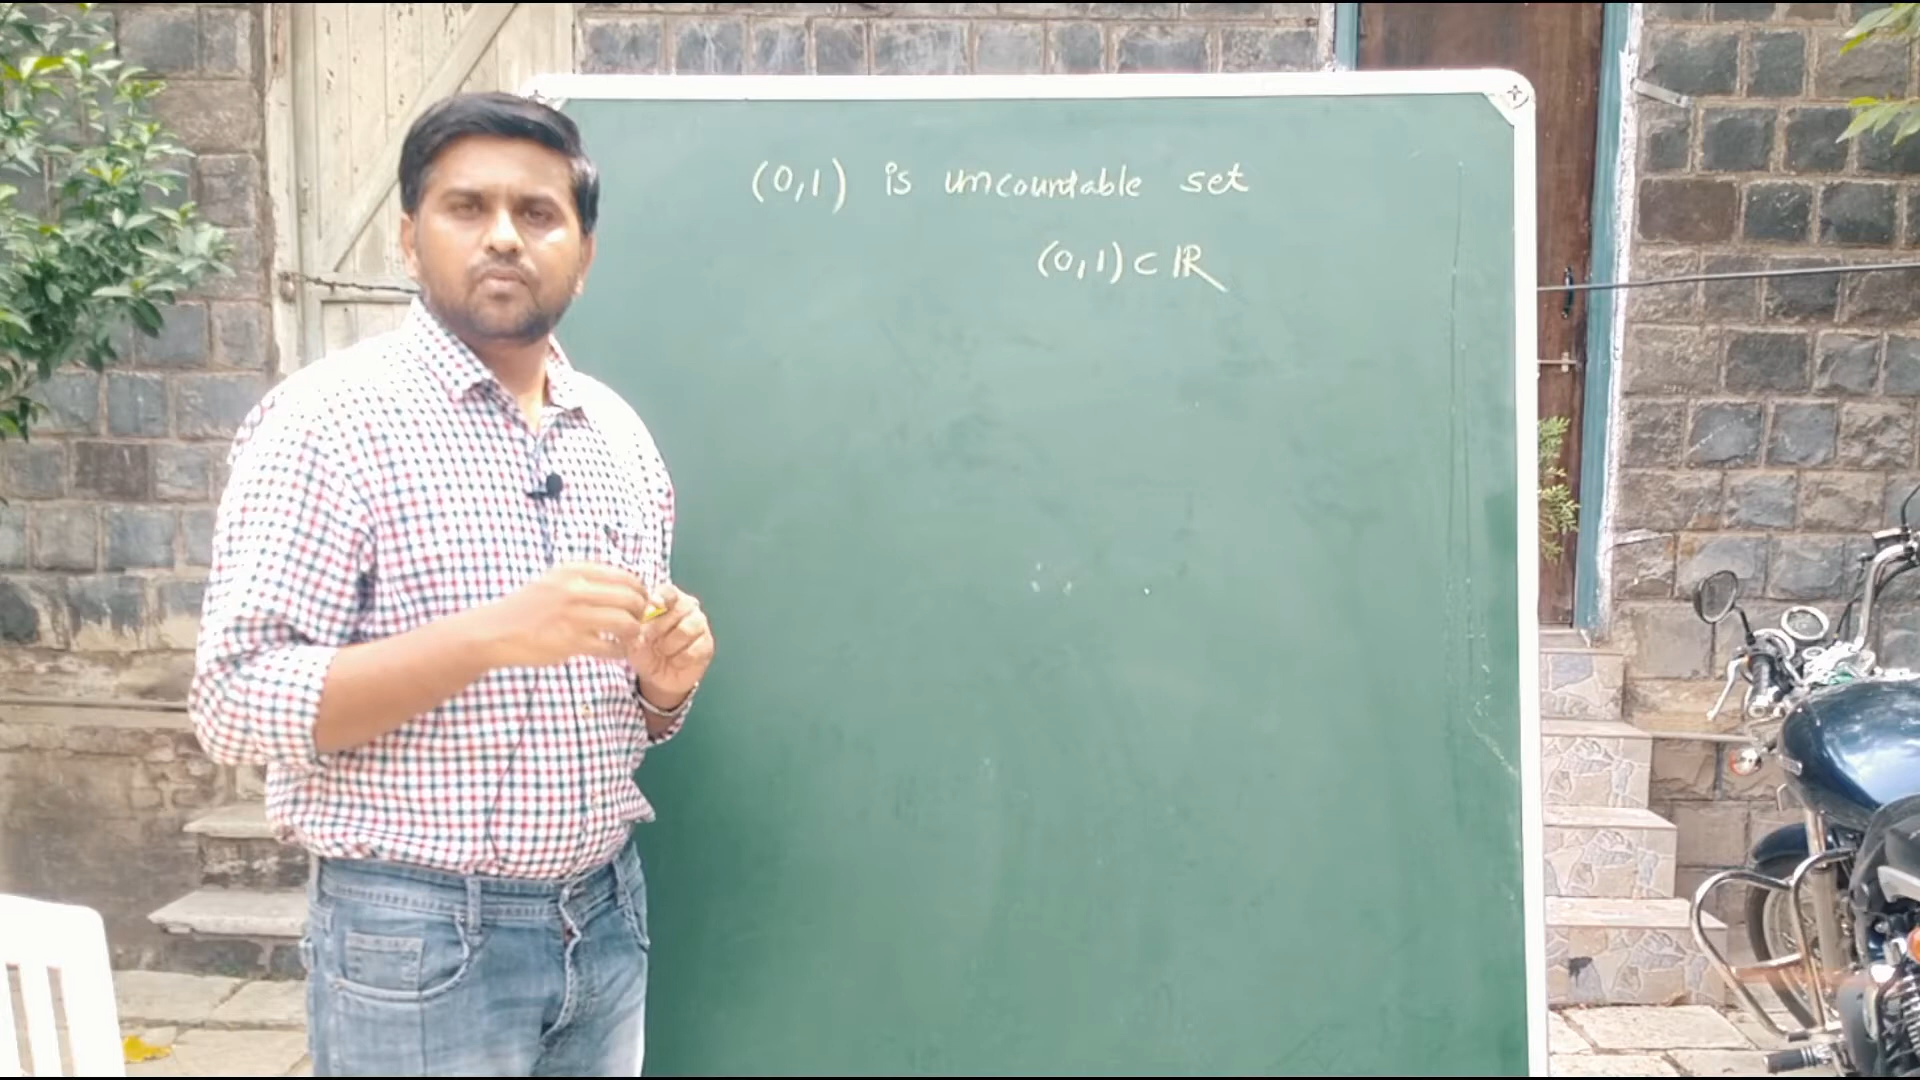 (0,1) is uncountable set
(0,1) ⊂ ℝ